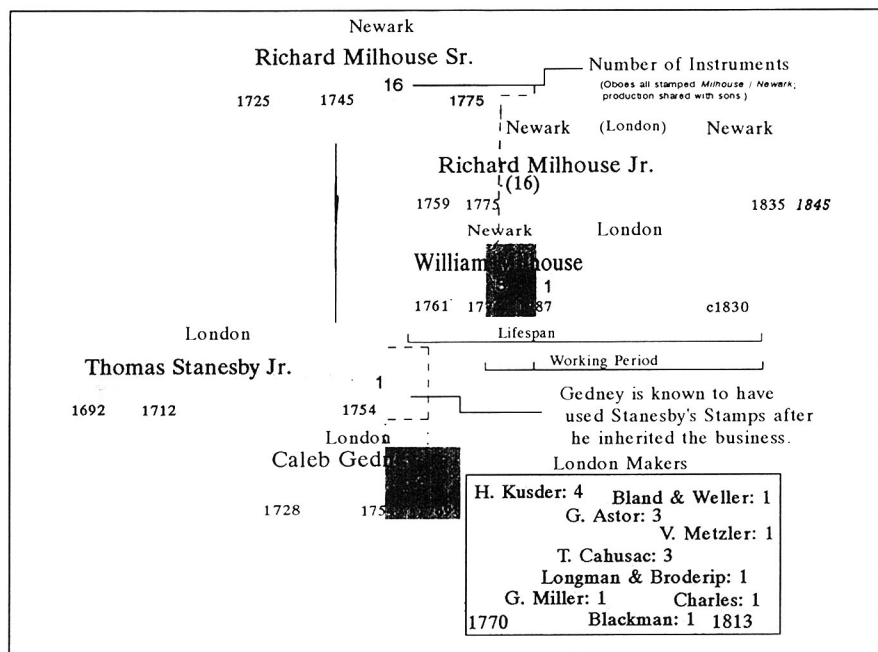 Newark
Richard Milhouse Sr.
16
Number of Instruments
(Oboes all stamped Milhouse / Newark;
production shared with sons)
1725 1745 1775
Newark (London) Newark
Richard Milhouse Jr.
(16)
1759 1775 1835 1845
Newark London
William Milhouse
1
1761 87 c1830
Lifespan
London
Working Period
Thomas Stanesby Jr.
1
1692 1712 1754
Gedney is known to have
used Stanesby's Stamps after
he inherited the business.
London
Caleb
1728
London Makers
H. Kusder: 4
Bland & Weller: 1
G. Astor: 3
V. Metzler: 1
T. Cahusac: 3
Longman & Broderip: 1
G. Miller: 1 Charles: 1
1770 Blackman: 1 1813